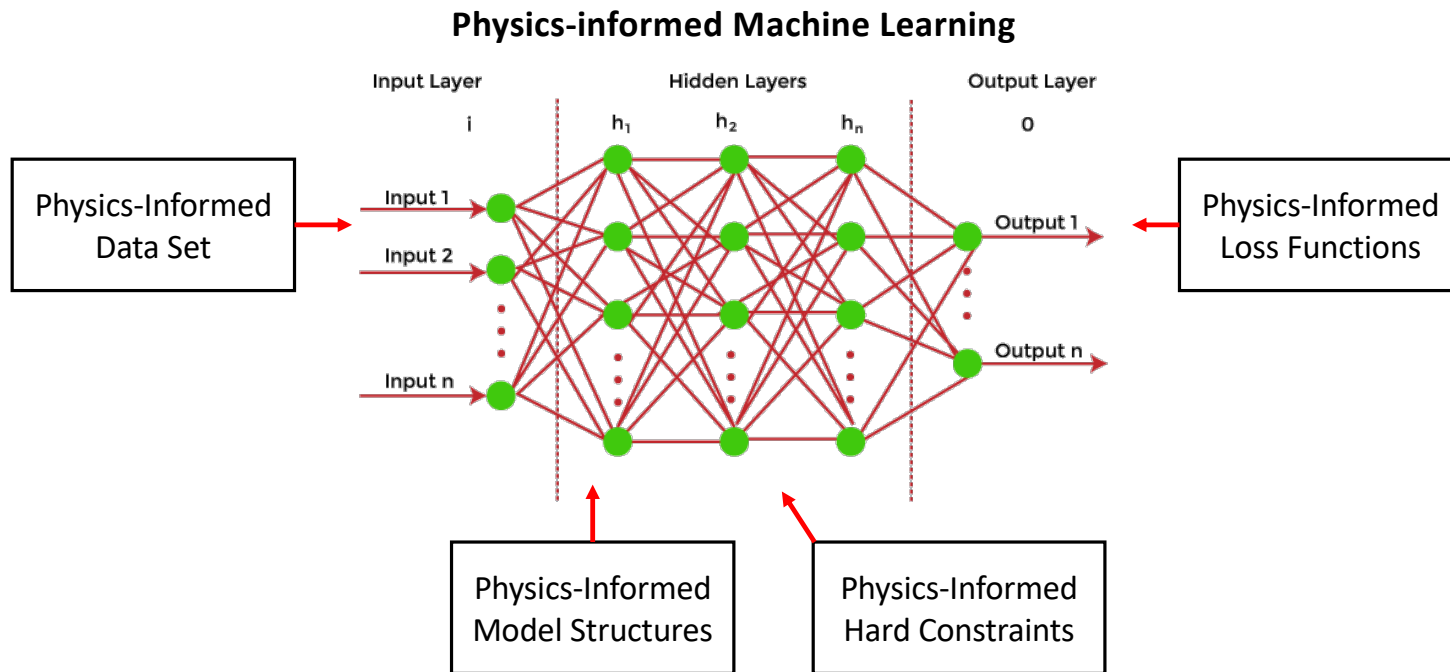 Physics-informed Machine Learning
Input Layer
Hidden Layers
Output Layer
i
h1
h2
hn
0
Physics-Informed
Data Set
Input 1
Input 2
Input n
Output 1
Output n
Physics-Informed
Loss Functions
Physics-Informed
Model Structures
Physics-Informed
Hard Constraints